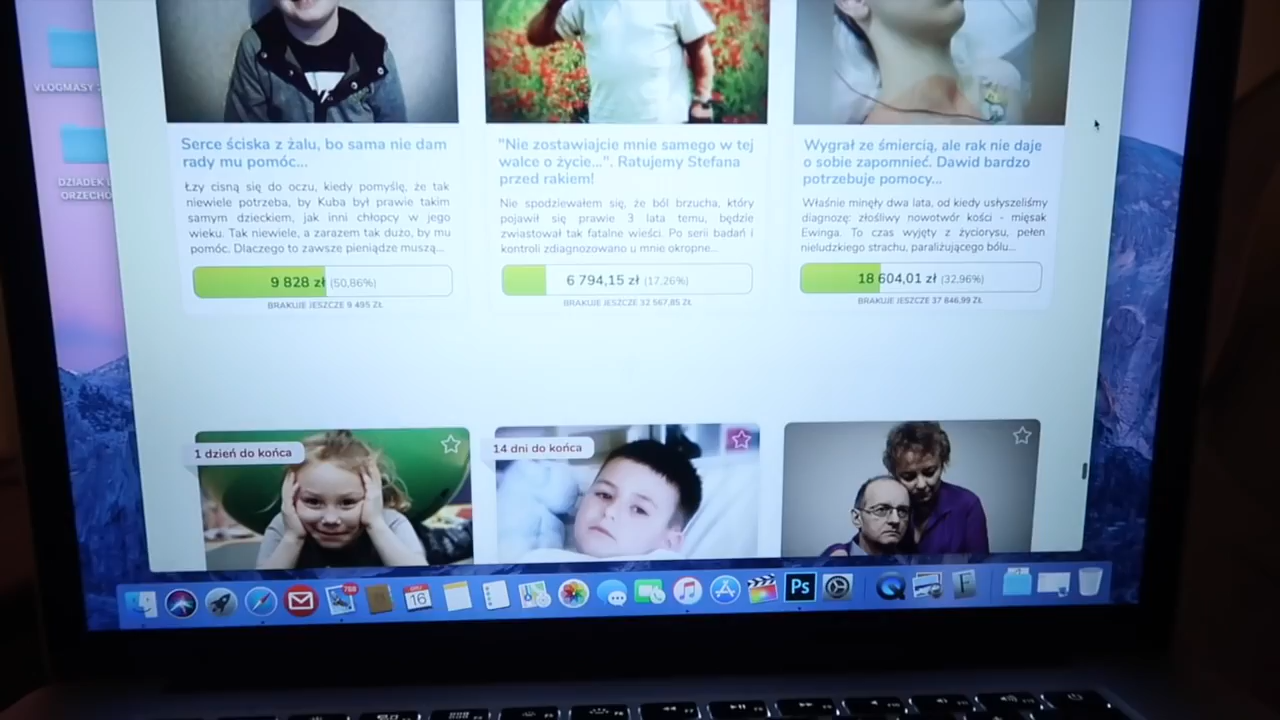 VLOGMASY
DZIADEK
ORZECHO
Serce ściska z żalu, bo sama nie dam
rady mu pomóc...
Łzy cisną się do oczu, kiedy pomyślę, że tak
niewiele potrzeba, by Kuba był prawie takim
samym dzieckiem, jak inni chłopcy w jego
wieku. Tak niewiele, a zarazem tak dużo, by mu
pomóc. Dlaczego to zawsze pieniądze muszą...
9 828 zł (50,86%)
BRAKUJE JESZCZE 9 495 ZŁ
"Nie zostawiajcie mnie samego w tej
walce o życie...". Ratujemy Stefana
przed rakiem!
Nie spodziewałem się, że ból brzucha, który
pojawił się prawie 3 lata temu, będzie
zwiastował tak fatalne wieści. Po serii badań i
kontroli zdiagnozowano u mnie okropne...
6 794,15 zł (17,26%)
BRAKUJE JESZCZE 32 567,85 ZŁ
Wygrał ze śmiercią, ale rak nie daje
o sobie zapomnieć. Dawid bardzo
potrzebuje pomocy...
Właśnie minęły dwa lata, od kiedy usłyszeliśmy
diagnozę: złośliwy nowotwór kości - mięsak
Ewinga. To czas wyjęty z życiorysu, pełen
nieludzkiego strachu, paraliżującego bólu...
18 604,01 zł (32,96%)
BRAKUJE JESZCZE 37 846,99 ZŁ
1 dzień do końca
14 dni do końca
788
16
Ps